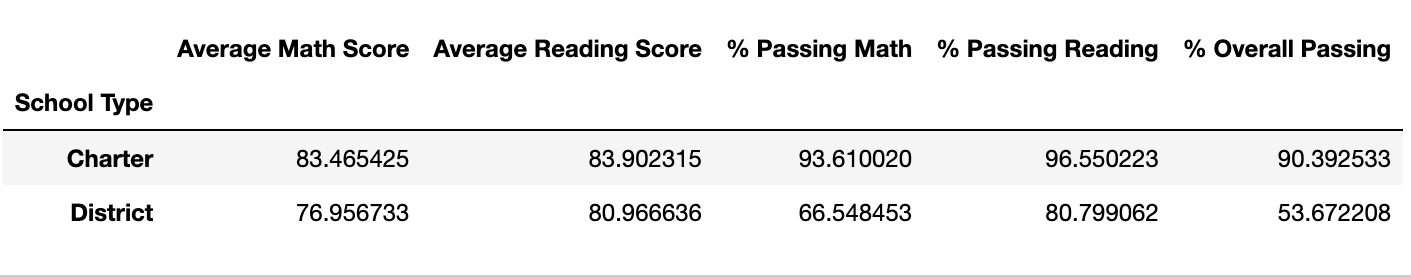 Average Math Score Average Reading Score % Passing Math % Passing Reading % Overall Passing
School Type
Charter 83.465425 83.902315 93.610020 96.550223 90.392533
District 76.956733 80.966636 66.548453 80.799062 53.672208